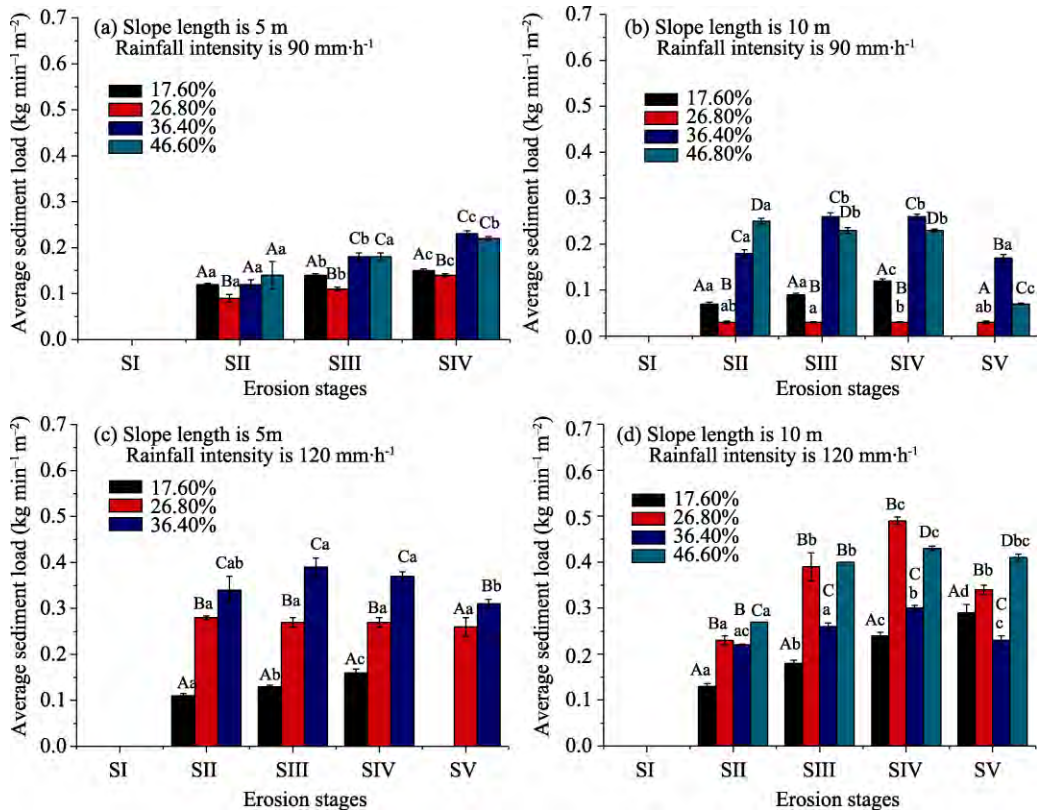 (a) Slope length is 5 m
Rainfall intensity is 90 mm·h⁻¹
17.60%
26.80%
36.40%
46.60%
Average sediment load (kg min⁻¹ m⁻²)
0.7
0.6
0.5
0.4
0.3
0.2
0.1
0.0
Aa
Ba
Aa
Aa
Ab
Bb
Cb
Ca
Ac
Bc
Cc
Cb
SI
SII
SIII
SIV
Erosion stages
(b) Slope length is 10 m
Rainfall intensity is 90 mm·h⁻¹
17.60%
26.80%
36.40%
46.80%
Average sediment load (kg min⁻¹ m⁻²)
0.7
0.6
0.5
0.4
0.3
0.2
0.1
0.0
Aa
B
ab
Ca
Da
Aa
B
a
Cb
Db
Ac
B
b
Cb
Db
A
ab
Ba
Cc
SI
SII
SIII
SIV
SV
Erosion stages
(c) Slope length is 5m
Rainfall intensity is 120 mm·h⁻¹
17.60%
26.80%
36.40%
Average sediment load (kg min⁻¹ m⁻²)
0.7
0.6
0.5
0.4
0.3
0.2
0.1
0.0
Aa
Ba
Cab
Ab
Ba
Ca
Ac
Ba
Ca
Aa
Bb
SI
SII
SIII
SIV
SV
Erosion stages
(d) Slope length is 10 m
Rainfall intensity is 120 mm·h⁻¹
17.60%
26.80%
36.40%
46.60%
Average sediment load (kg min⁻¹ m⁻²)
0.7
0.6
0.5
0.4
0.3
0.2
0.1
0.0
Aa
Ba
B
ac
Ca
Ab
Bb
C
a
Bb
Ac
Bc
C
b
Dc
Ad
Bb
C
c
Dbc
SI
SII
SIII
SIV
SV
Erosion stages